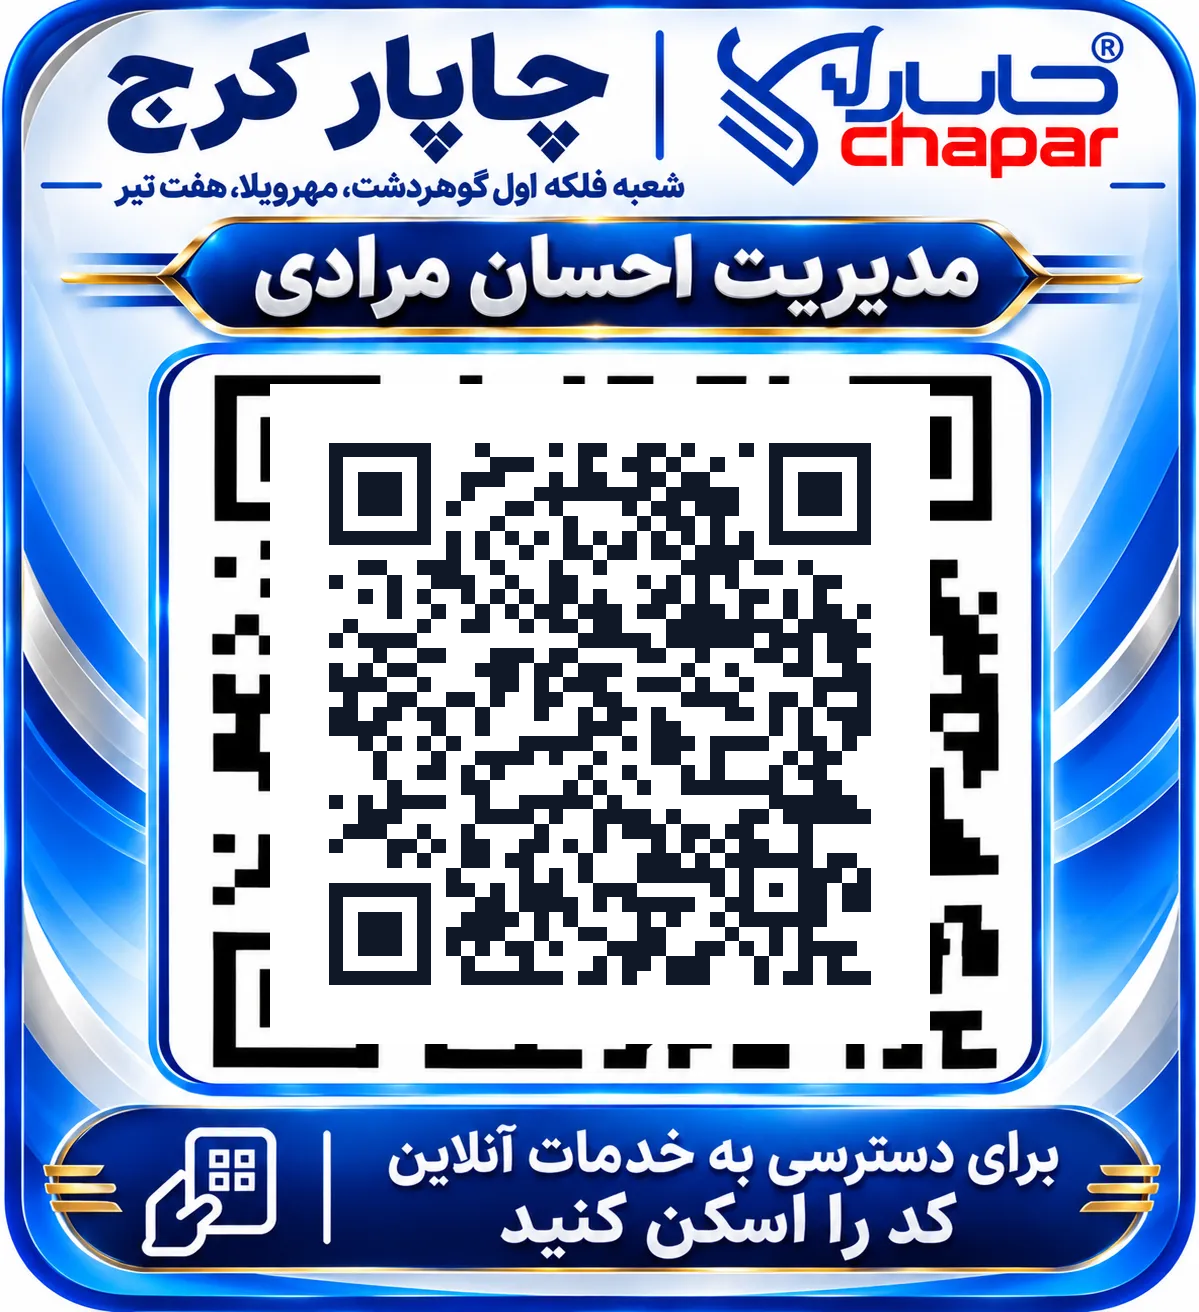 چاپار کرج
چاپار
®
chapar
شعبه فلکه اول گوهردشت، مهرویلا، هفت تیر
مدیریت احسان مرادی
برای دسترسی به خدمات آنلاین
کد را اسکن کنید